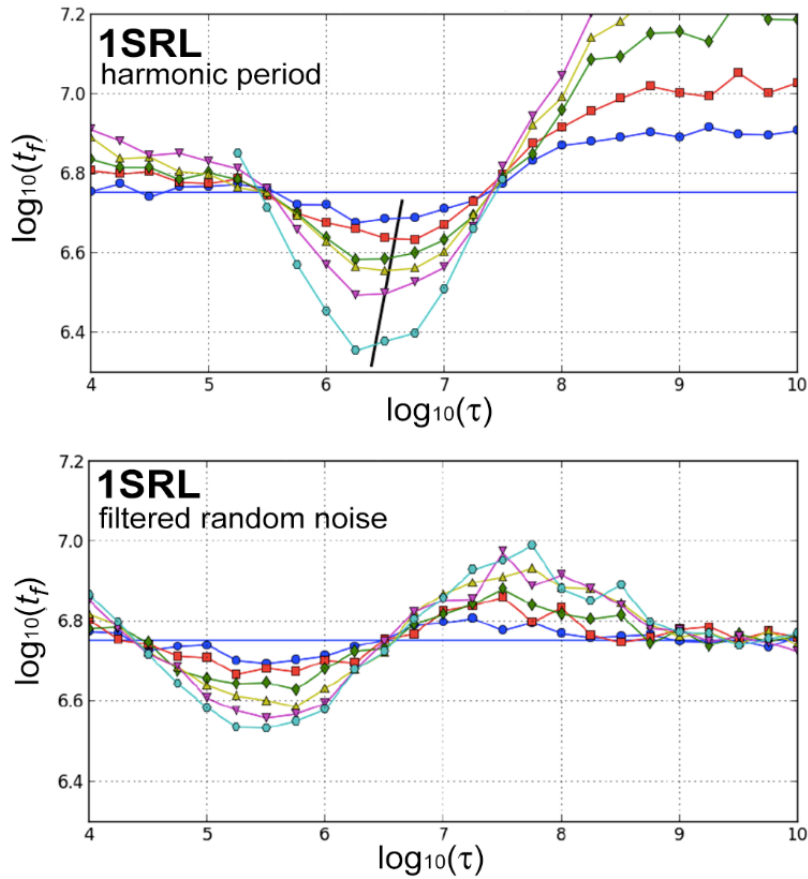 7.2
1SRL
harmonic period
7.0
6.8
6.6
6.4
log₁₀(t_f)
4 5 6 7 8 9 10
log₁₀(τ)
7.2
1SRL
filtered random noise
7.0
6.8
6.6
6.4
log₁₀(t_f)
4 5 6 7 8 9 10
log₁₀(τ)